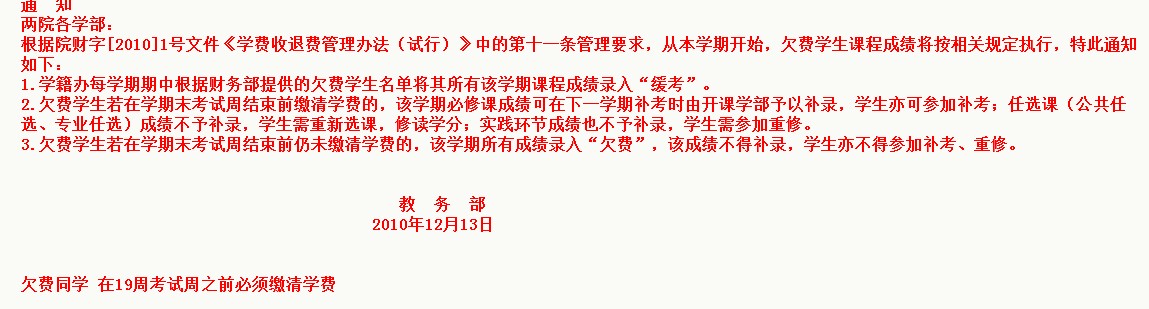 通　知
两院各学部：
根据院财字[2010]1号文件《学费收退费管理办法（试行）》中的第十一条管理要求，从本学期开始，欠费学生课程成绩将按相关规定执行，特此通知
如下：
1.学籍办每学期期中根据财务部提供的欠费学生名单将其所有该学期课程成绩录入“缓考”。
2.欠费学生若在学期末考试周结束前缴清学费的，该学期必修课成绩可在下一学期补考时由开课学部予以补录，学生亦可参加补考；任选课（公共任
选、专业任选）成绩不予补录，学生需重新选课，修读学分；实践环节成绩也不予补录，学生需参加重修。
3.欠费学生若在学期末考试周结束前仍未缴清学费的，该学期所有成绩录入“欠费”，该成绩不得补录，学生亦不得参加补考、重修。
教　务　部
2010年12月13日
欠费同学 在19周考试周之前必须缴清学费